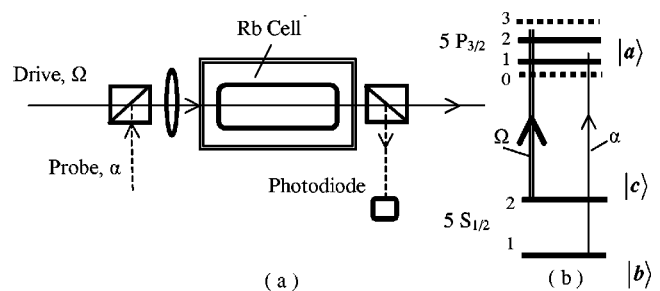 Rb Cell
Drive, Ω
Probe, α
Photodiode
( a )
3
5 P3/2
2
1
0
|a⟩
Ω
α
2
|c⟩
5 S1/2
1
|b⟩
( b )